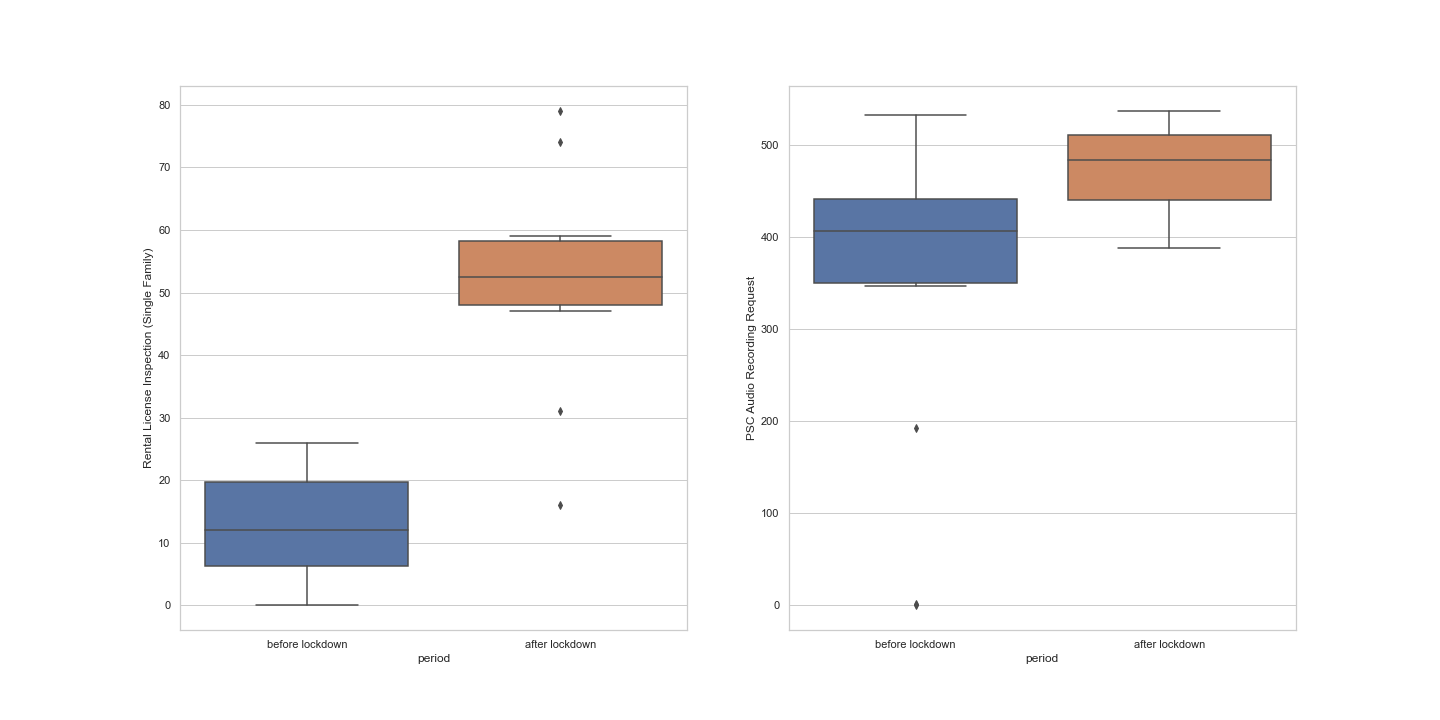 Rental License Inspection (Single Family)
80
70
60
50
40
30
20
10
0
before lockdown
after lockdown
period
PSC Audio Recording Request
500
400
300
200
100
0
before lockdown
after lockdown
period